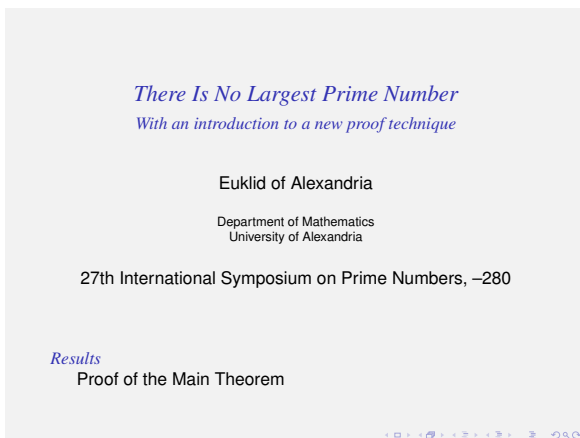 There Is No Largest Prime Number
With an introduction to a new proof technique
Euklid of Alexandria
Department of Mathematics
University of Alexandria
27th International Symposium on Prime Numbers, –280
Results
Proof of the Main Theorem